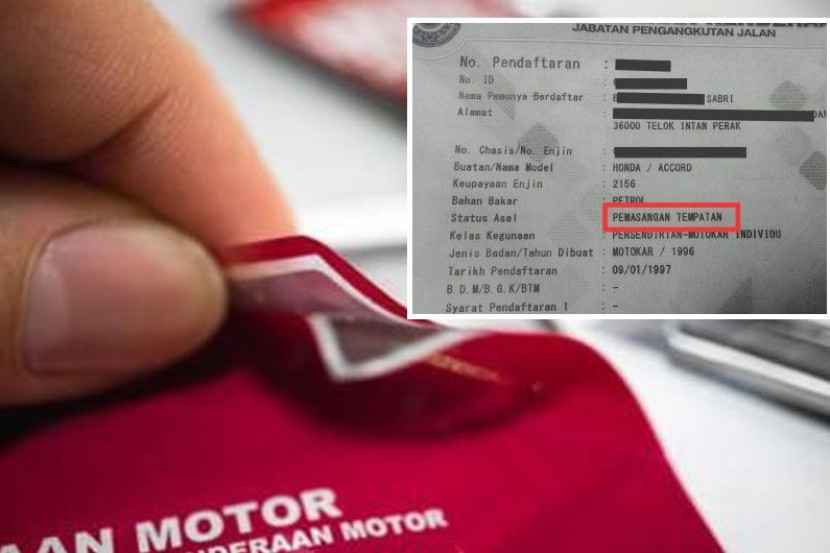 JABATAN PENGANGKUTAN JALAN
No. Pendaftaran :
No. ID :
Nama Pemunya Berdaftar : SABRI
Alamat :
36000 TELOK INTAN PERAK
No. Chasis/No. Enjin :
Buatan/Nama Model : HONDA / ACCORD
Keupayaan Enjin : 2156
Bahan Bakar : PETROL
Status Asal : PEMASANGAN TEMPATAN
Kelas Kegunaan : PERSENDIRIAN-MOTOKAR INDIVIDU
Jenis Badan/Tahun Dibuat : MOTOKAR / 1996
Tarikh Pendaftaran : 09/01/1997
B.D.M/B.G.K/BTM : -
Syarat Pendaftaran 1 : -
AAN MOTOR
NDERAAN MOTOR